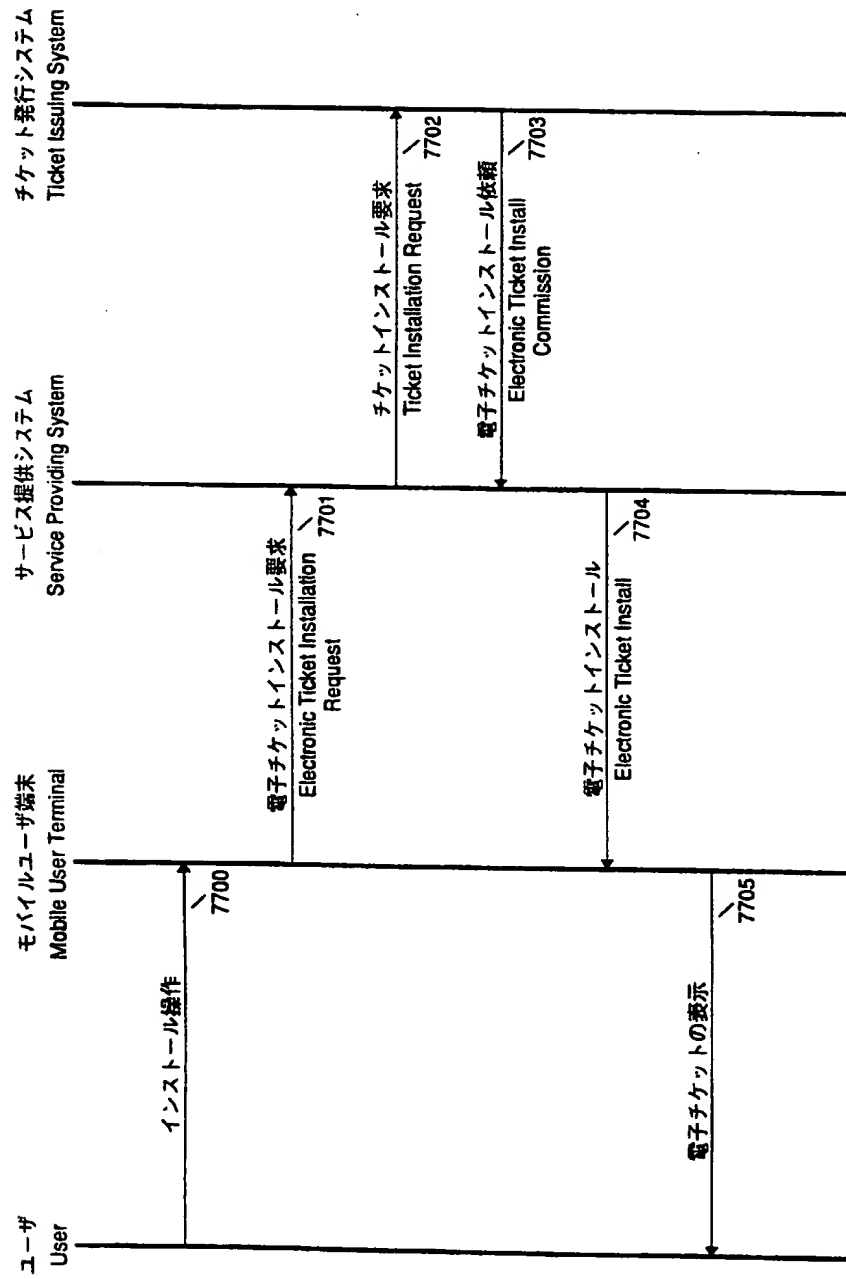 ユーザ
User
モバイルユーザ端末
Mobile User Terminal
サービス提供システム
Service Providing System
チケット発行システム
Ticket Issuing System
インストール操作
7700
電子チケットインストール要求
Electronic Ticket Installation
Request
7701
チケットインストール要求
Ticket Installation Request
7702
電子チケットインストール依頼
Electronic Ticket Install
Commission
7703
電子チケットインストール
Electronic Ticket Install
7704
電子チケットの表示
7705